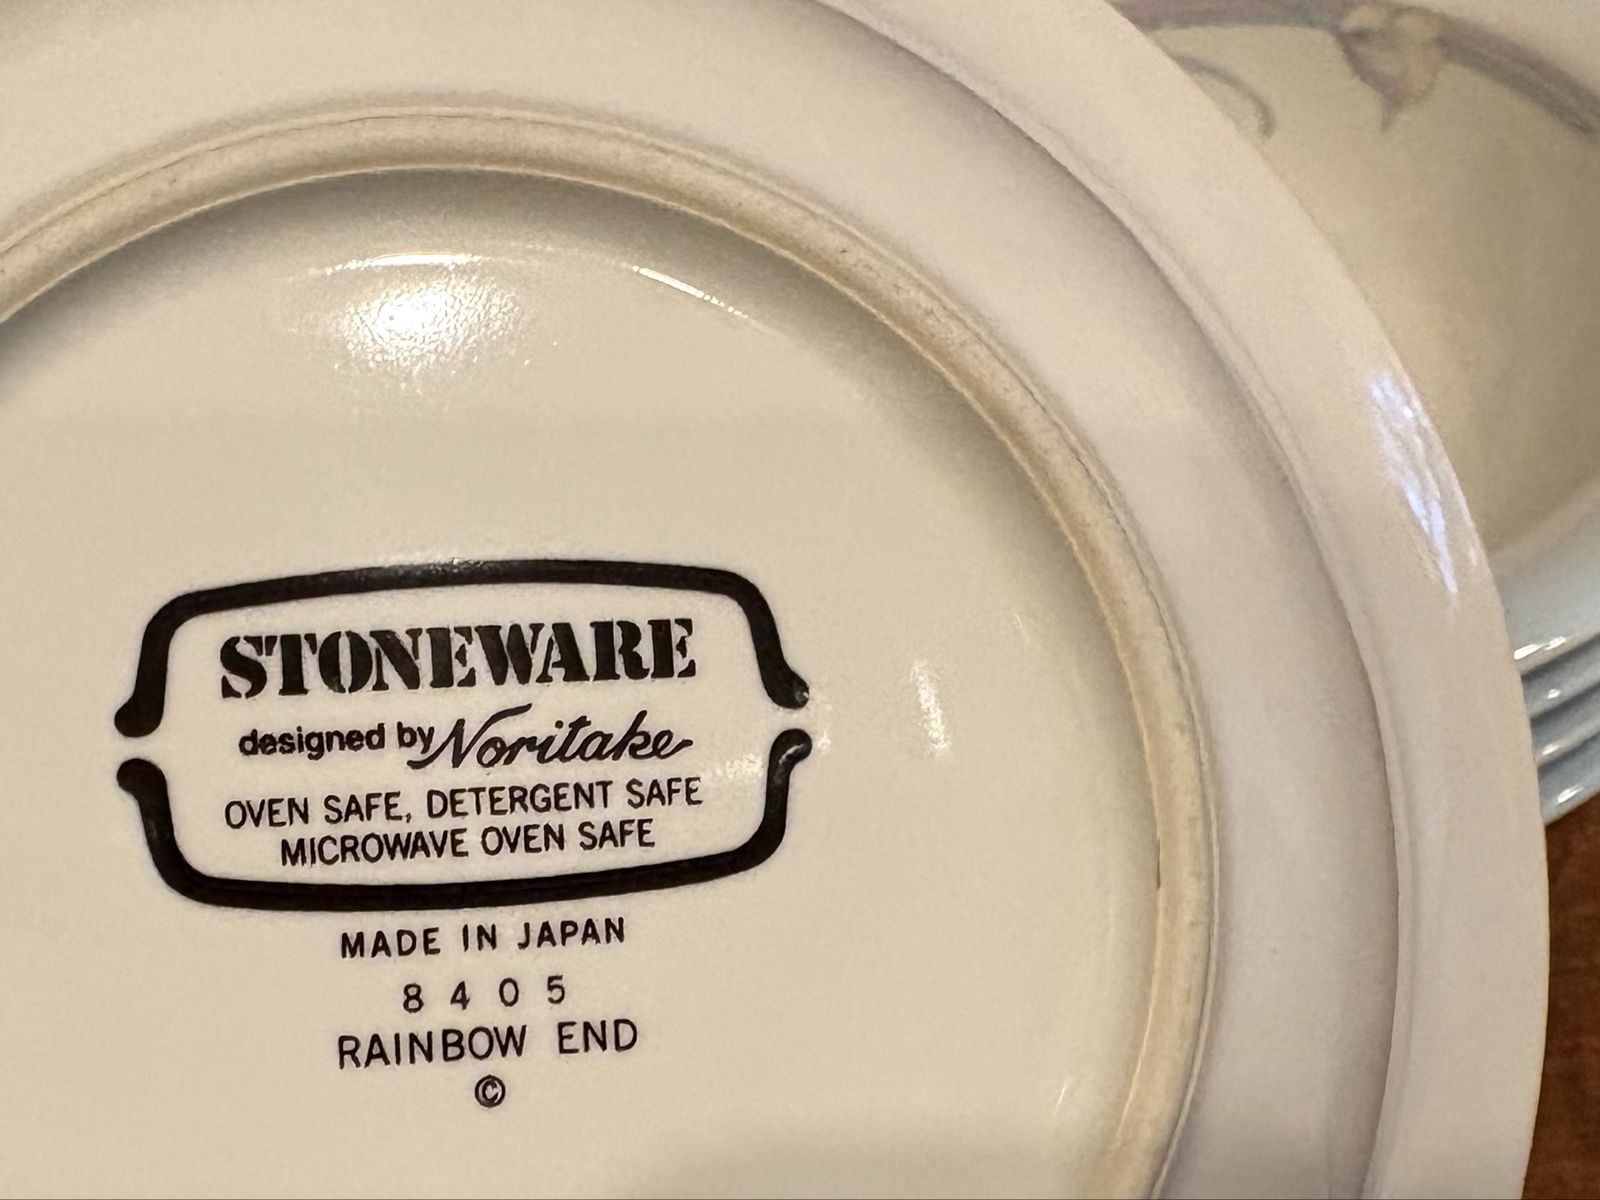 STONEWARE
designed by Noritake
OVEN SAFE, DETERGENT SAFE
MICROWAVE OVEN SAFE
MADE IN JAPAN
8405
RAINBOW END
©